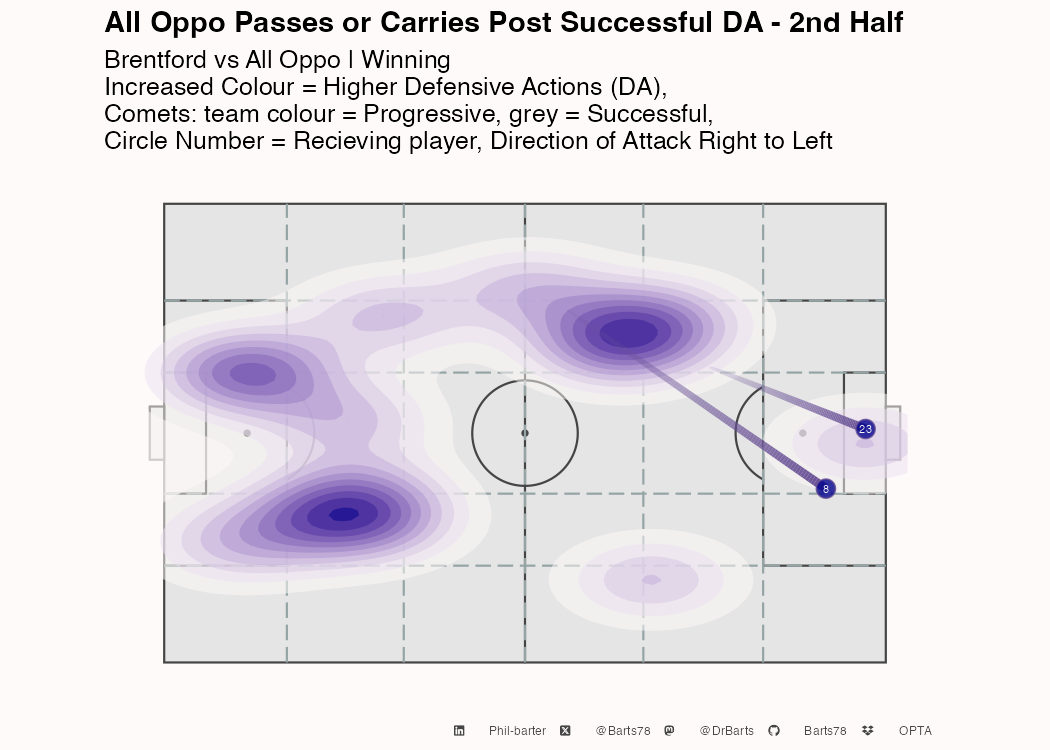 All Oppo Passes or Carries Post Successful DA - 2nd Half
Brentford vs All Oppo | Winning
Increased Colour = Higher Defensive Actions (DA),
Comets: team colour = Progressive, grey = Successful,
Circle Number = Recieving player, Direction of Attack Right to Left
23
8
Phil-barter @Barts78 @DrBarts Barts78 OPTA